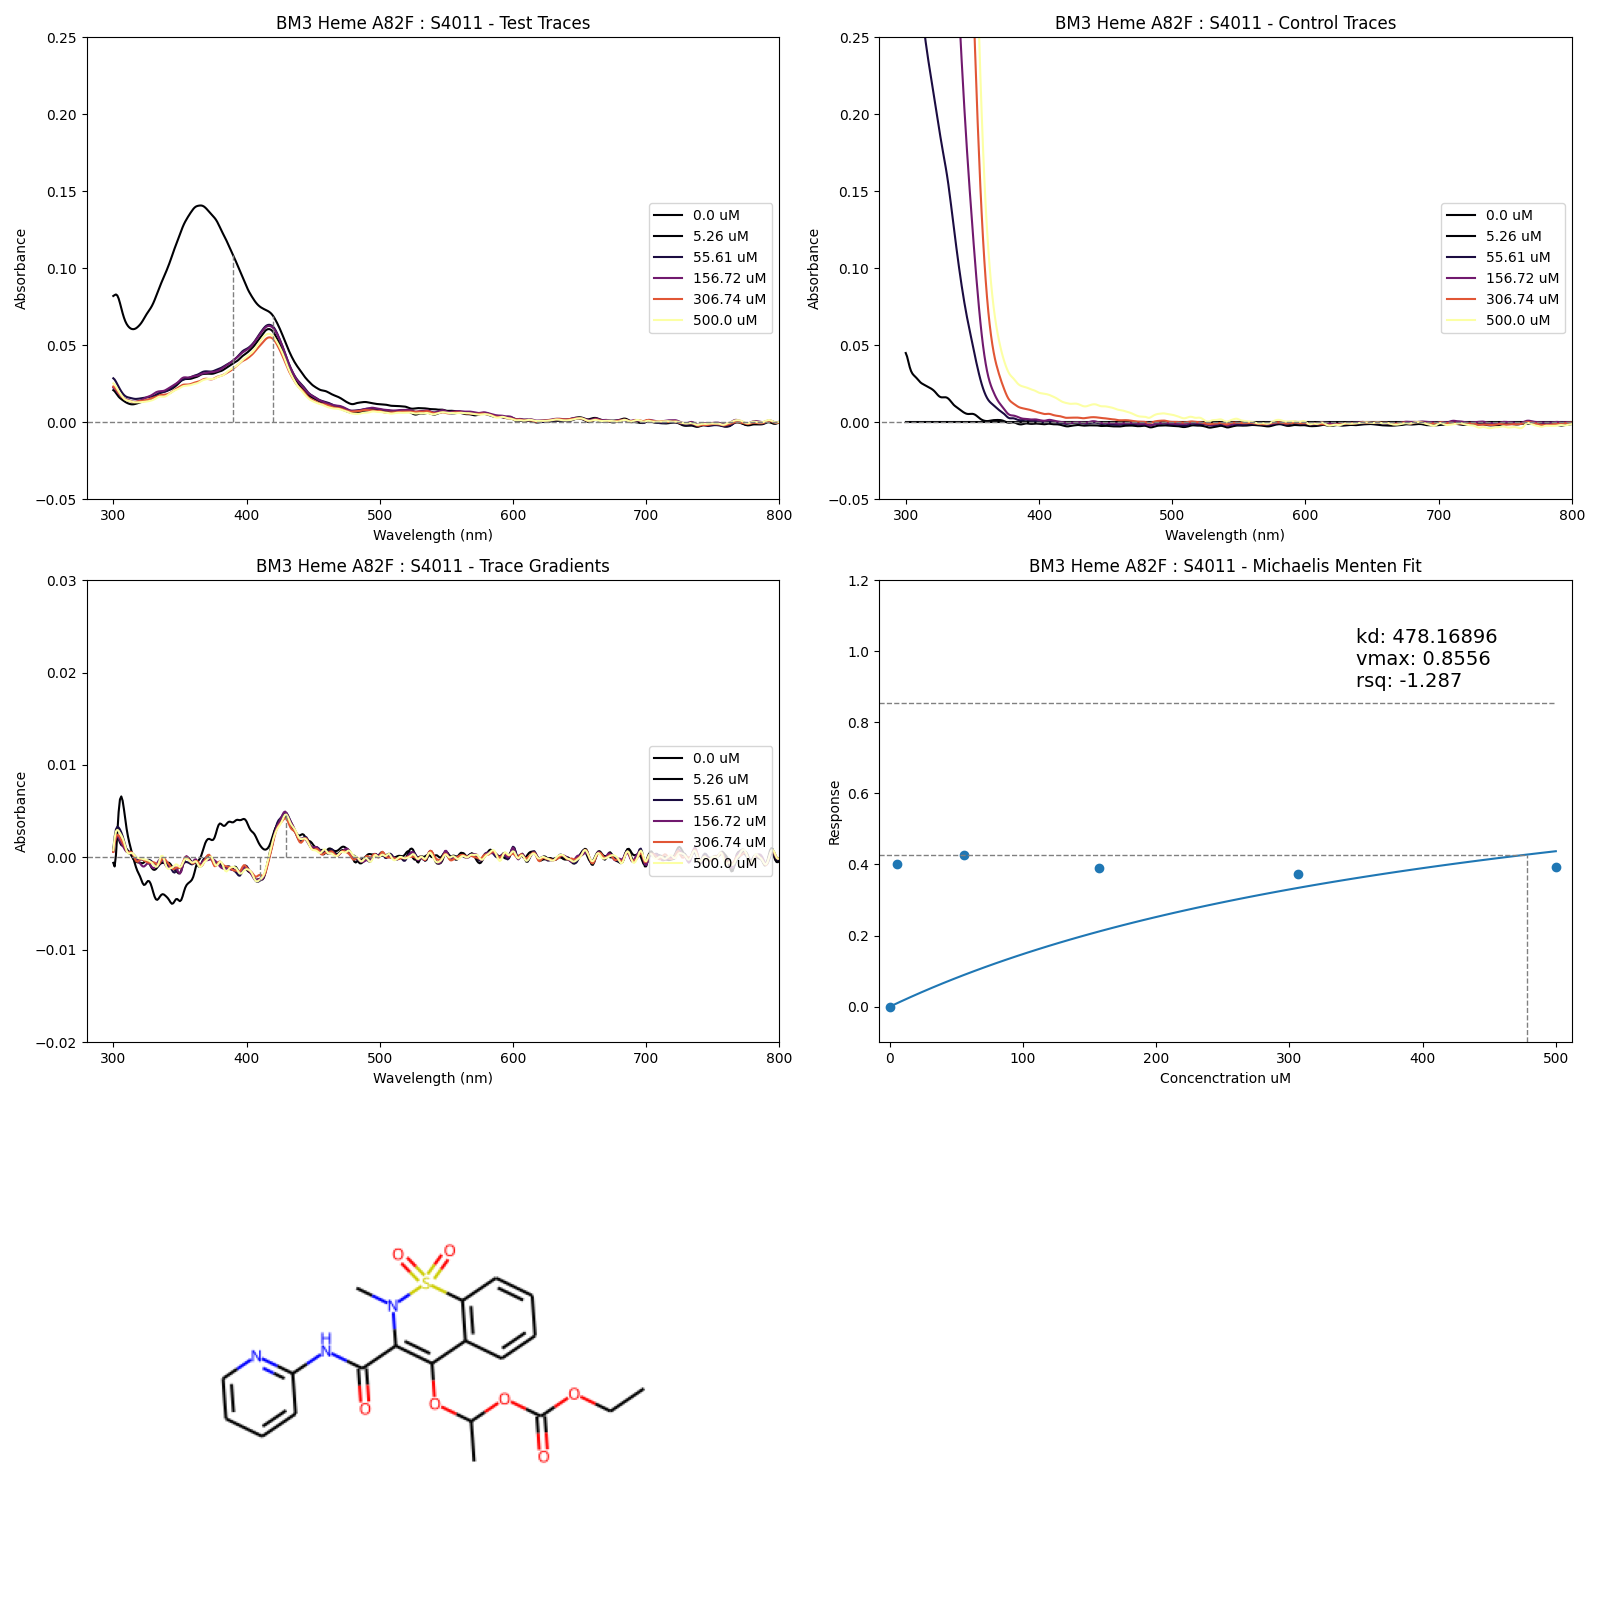 BM3 Heme A82F : S4011 - Test Traces
0.25
0.20
0.15
0.10
0.05
0.00
−0.05
Absorbance
300
400
500
600
700
800
Wavelength (nm)
0.0 uM
5.26 uM
55.61 uM
156.72 uM
306.74 uM
500.0 uM
BM3 Heme A82F : S4011 - Control Traces
0.25
0.20
0.15
0.10
0.05
0.00
−0.05
Absorbance
300
400
500
600
700
800
Wavelength (nm)
0.0 uM
5.26 uM
55.61 uM
156.72 uM
306.74 uM
500.0 uM
BM3 Heme A82F : S4011 - Trace Gradients
0.03
0.02
0.01
0.00
−0.01
−0.02
Absorbance
300
400
500
600
700
800
Wavelength (nm)
0.0 uM
5.26 uM
55.61 uM
156.72 uM
306.74 uM
500.0 uM
BM3 Heme A82F : S4011 - Michaelis Menten Fit
1.2
1.0
0.8
0.6
0.4
0.2
0.0
Response
kd: 478.16896
vmax: 0.8556
rsq: -1.287
0
100
200
300
400
500
Concenctration uM
O
O
S
N
H
N
N
O
O
O
O
O